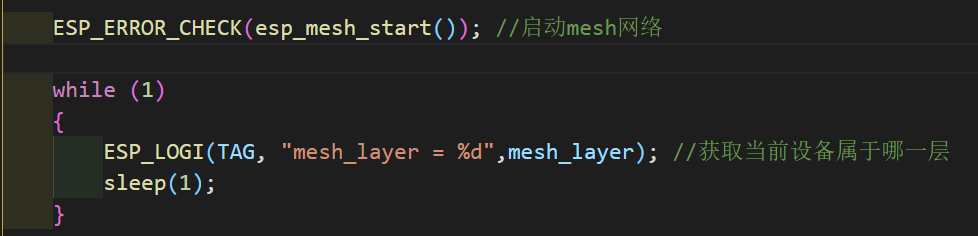 ESP_ERROR_CHECK(esp_mesh_start()); //启动mesh网络
while (1)
{
ESP_LOGI(TAG, "mesh_layer = %d",mesh_layer); //获取当前设备属于哪一层
sleep(1);
}